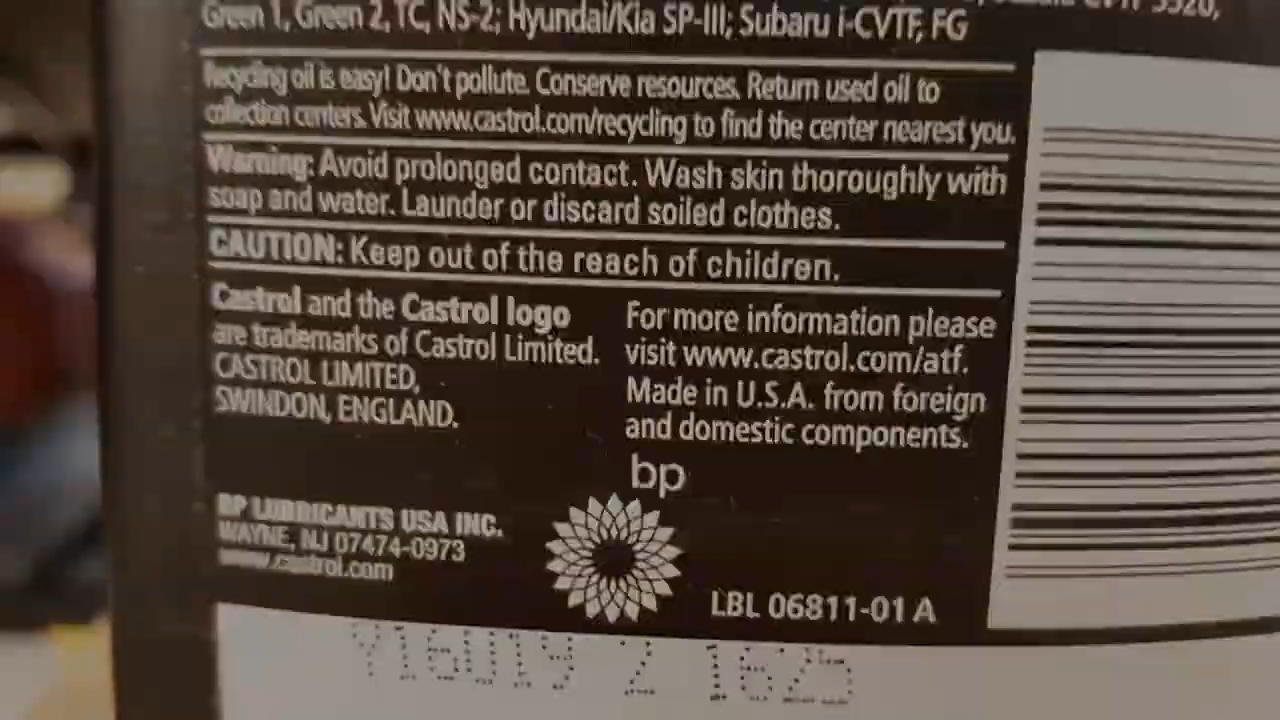 Green 1, Green 2, TC, NS-2; Hyundai/Kia SP-III; Subaru i-CVTF, FG
Recycling oil is easy! Don't pollute. Conserve resources. Return used oil to
collection centers. Visit www.castrol.com/recycling to find the center nearest you.
Warning: Avoid prolonged contact. Wash skin thoroughly with
soap and water. Launder or discard soiled clothes.
CAUTION: Keep out of the reach of children.
Castrol and the Castrol logo
are trademarks of Castrol Limited.
CASTROL LIMITED,
SWINDON, ENGLAND.
For more information please
visit www.castrol.com/atf.
Made in U.S.A. from foreign
and domestic components.
bp
BP LUBRICANTS USA INC.
WAYNE, NJ 07474-0973
www.castrol.com
LBL 06811-01 A
2 1625